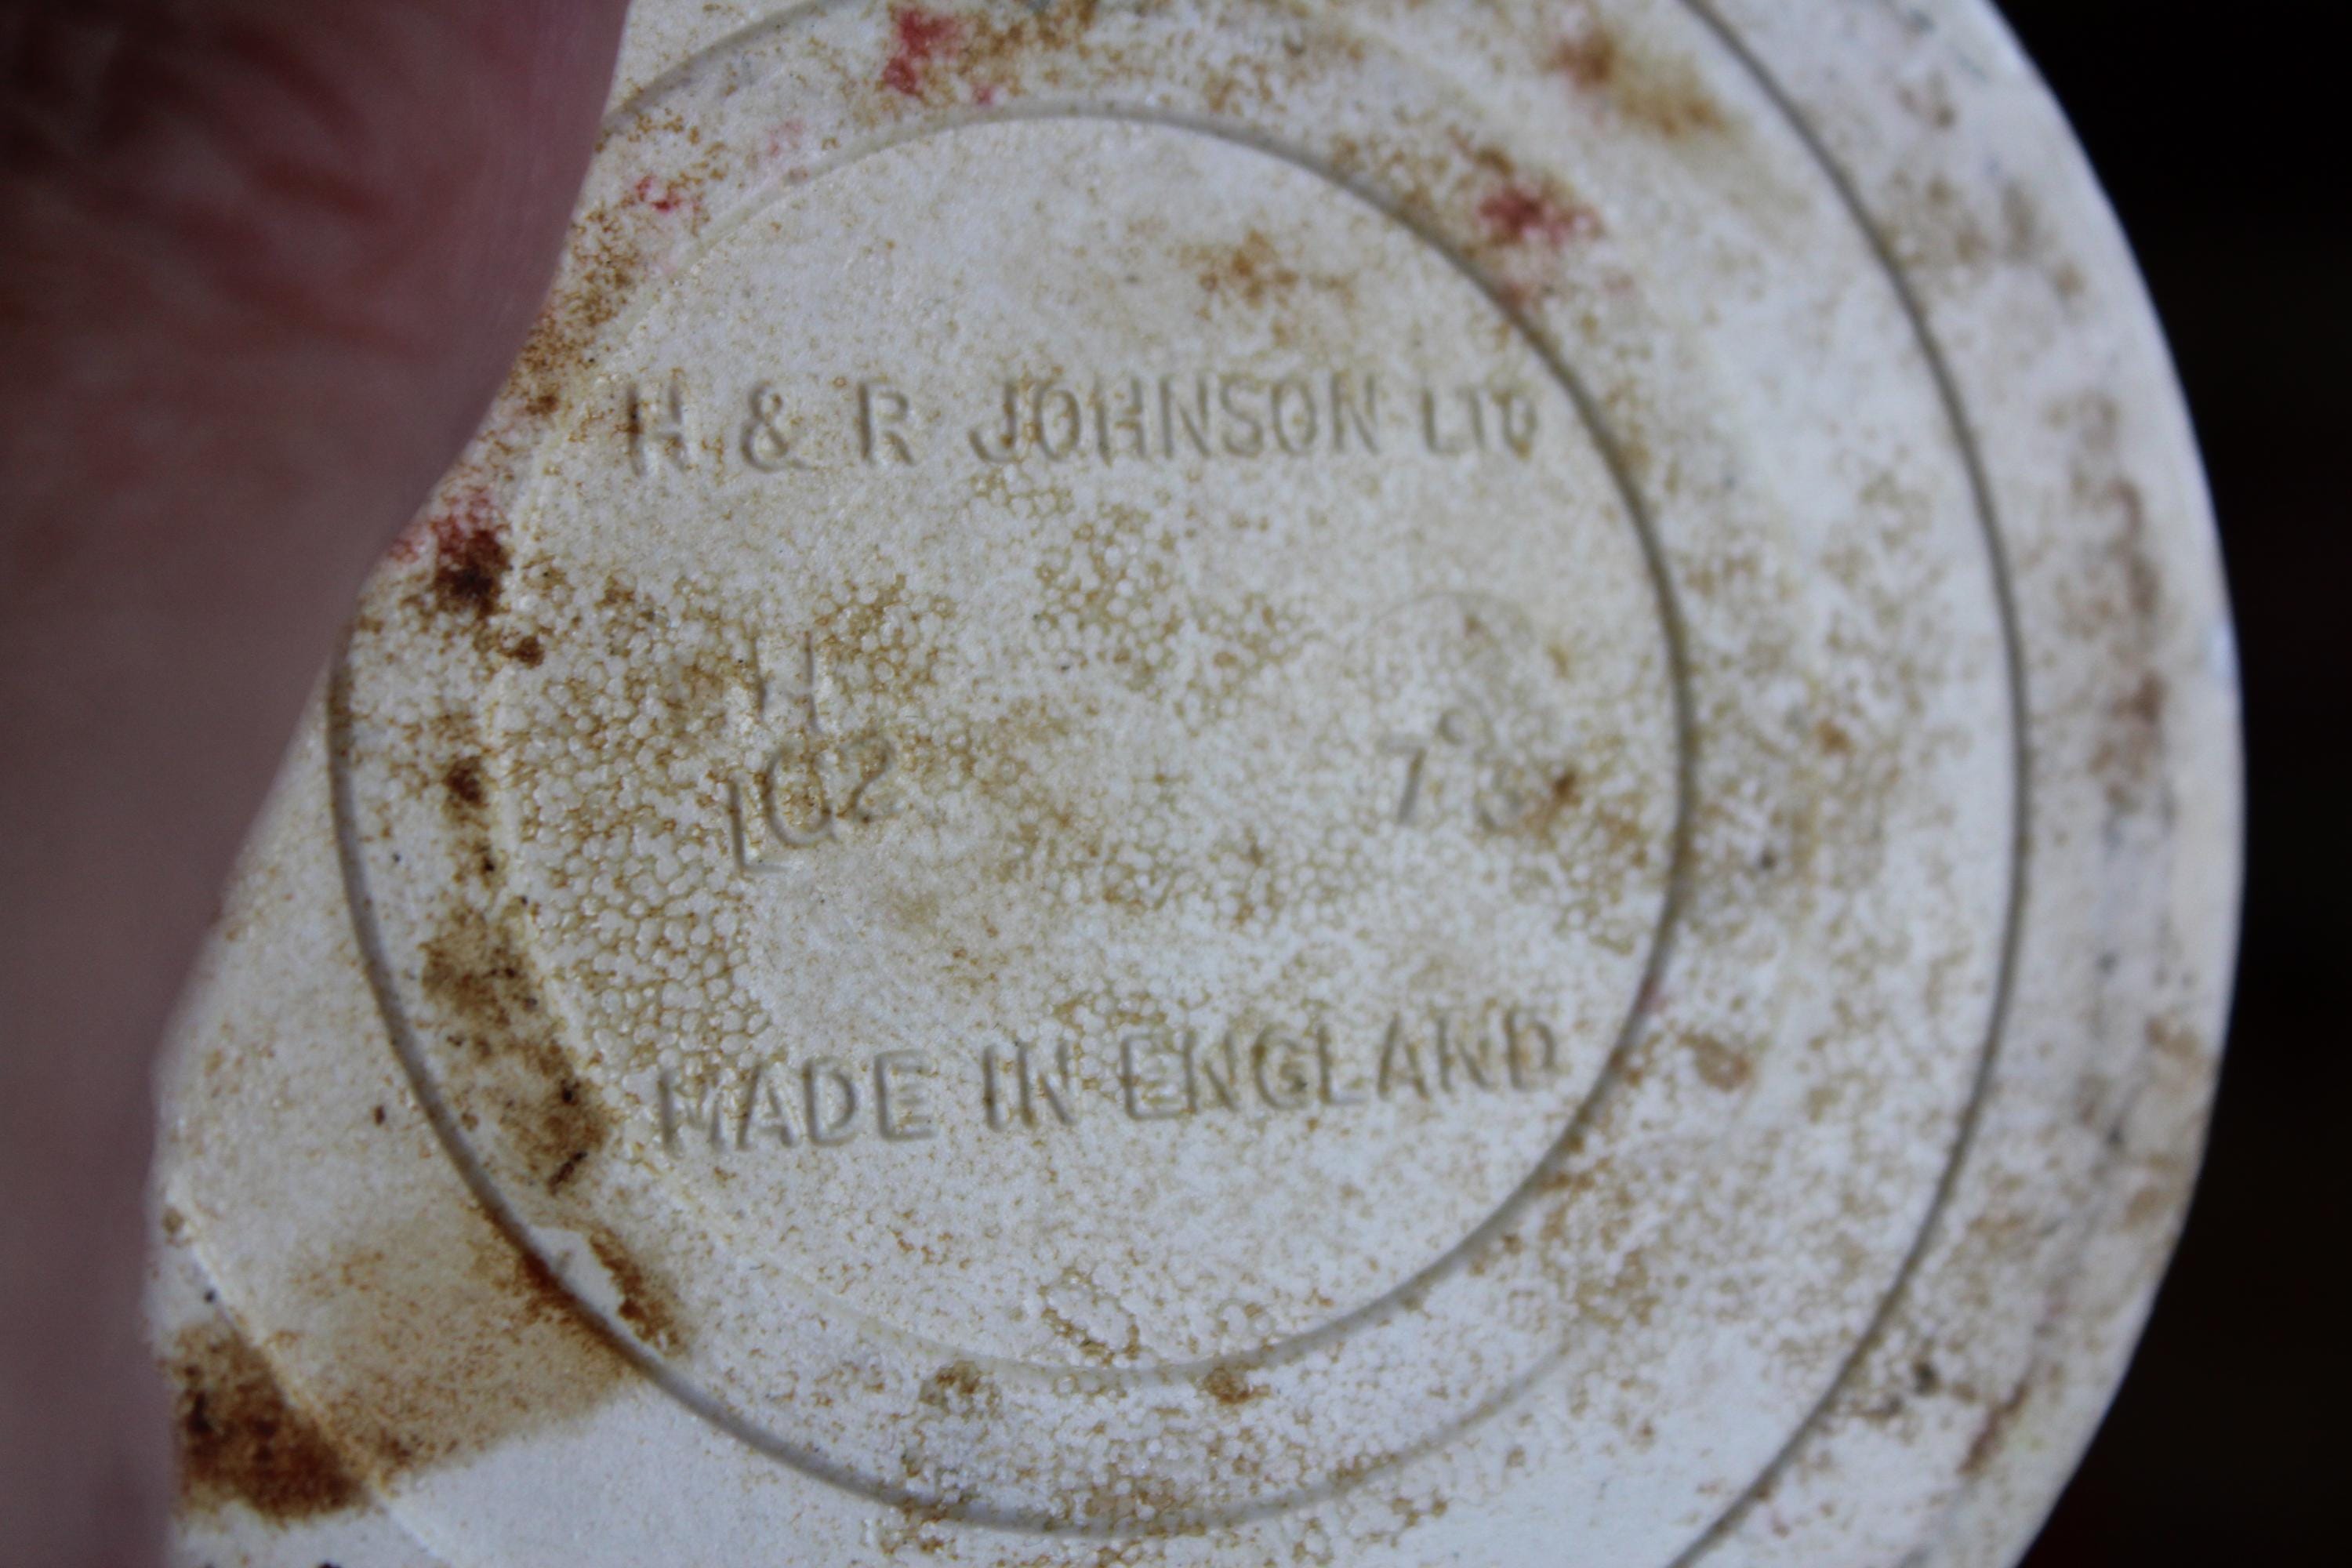 H & R JOHNSON LTD
H
102
MADE IN ENGLAND